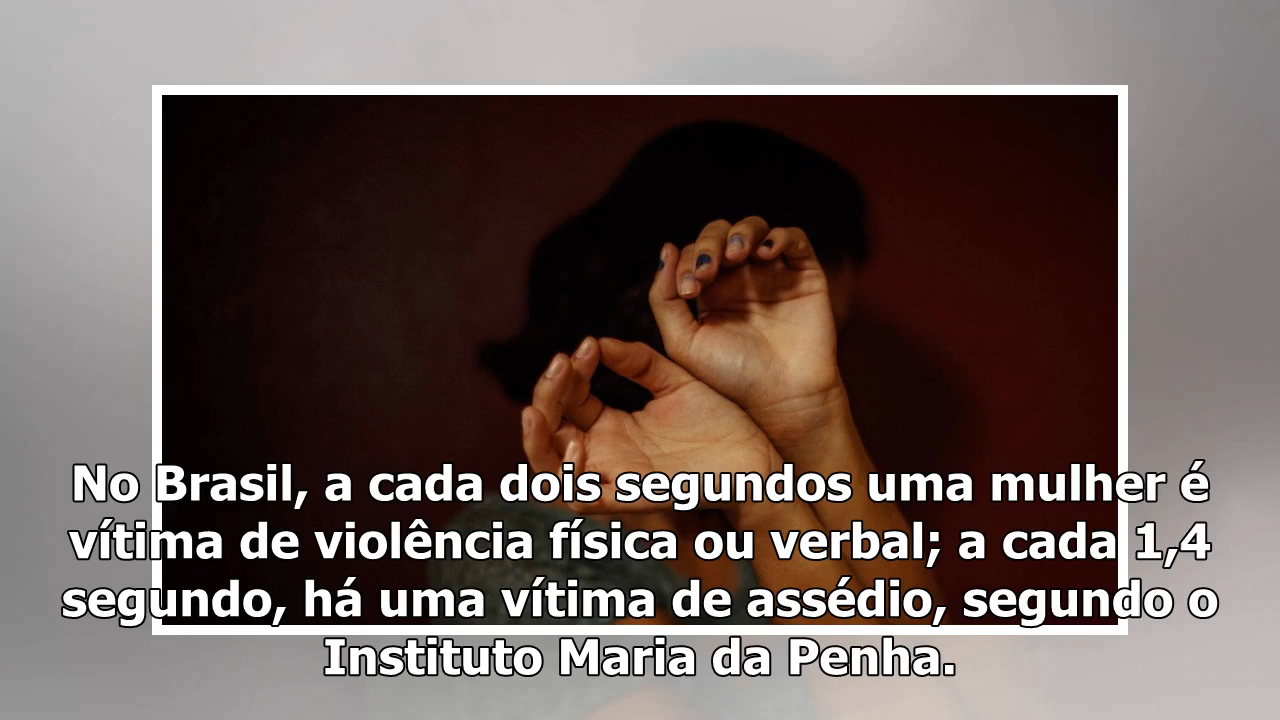 No Brasil, a cada dois segundos uma mulher é
vítima de violência física ou verbal; a cada 1,4
segundo, há uma vítima de assédio, segundo o
Instituto Maria da Penha.